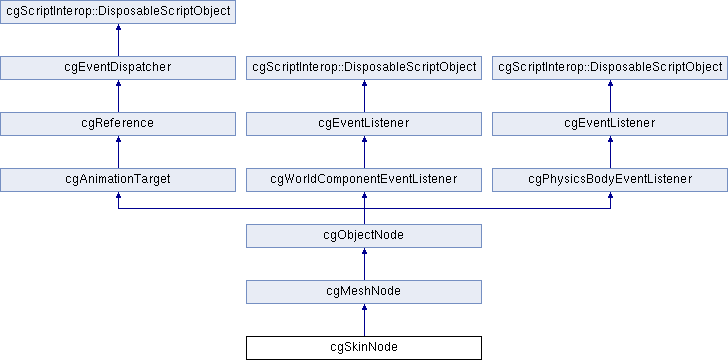 cgScriptInterop::DisposableScriptObject
cgEventDispatcher
cgScriptInterop::DisposableScriptObject
cgScriptInterop::DisposableScriptObject
cgReference
cgEventListener
cgEventListener
cgAnimationTarget
cgWorldComponentEventListener
cgPhysicsBodyEventListener
cgObjectNode
cgMeshNode
cgSkinNode